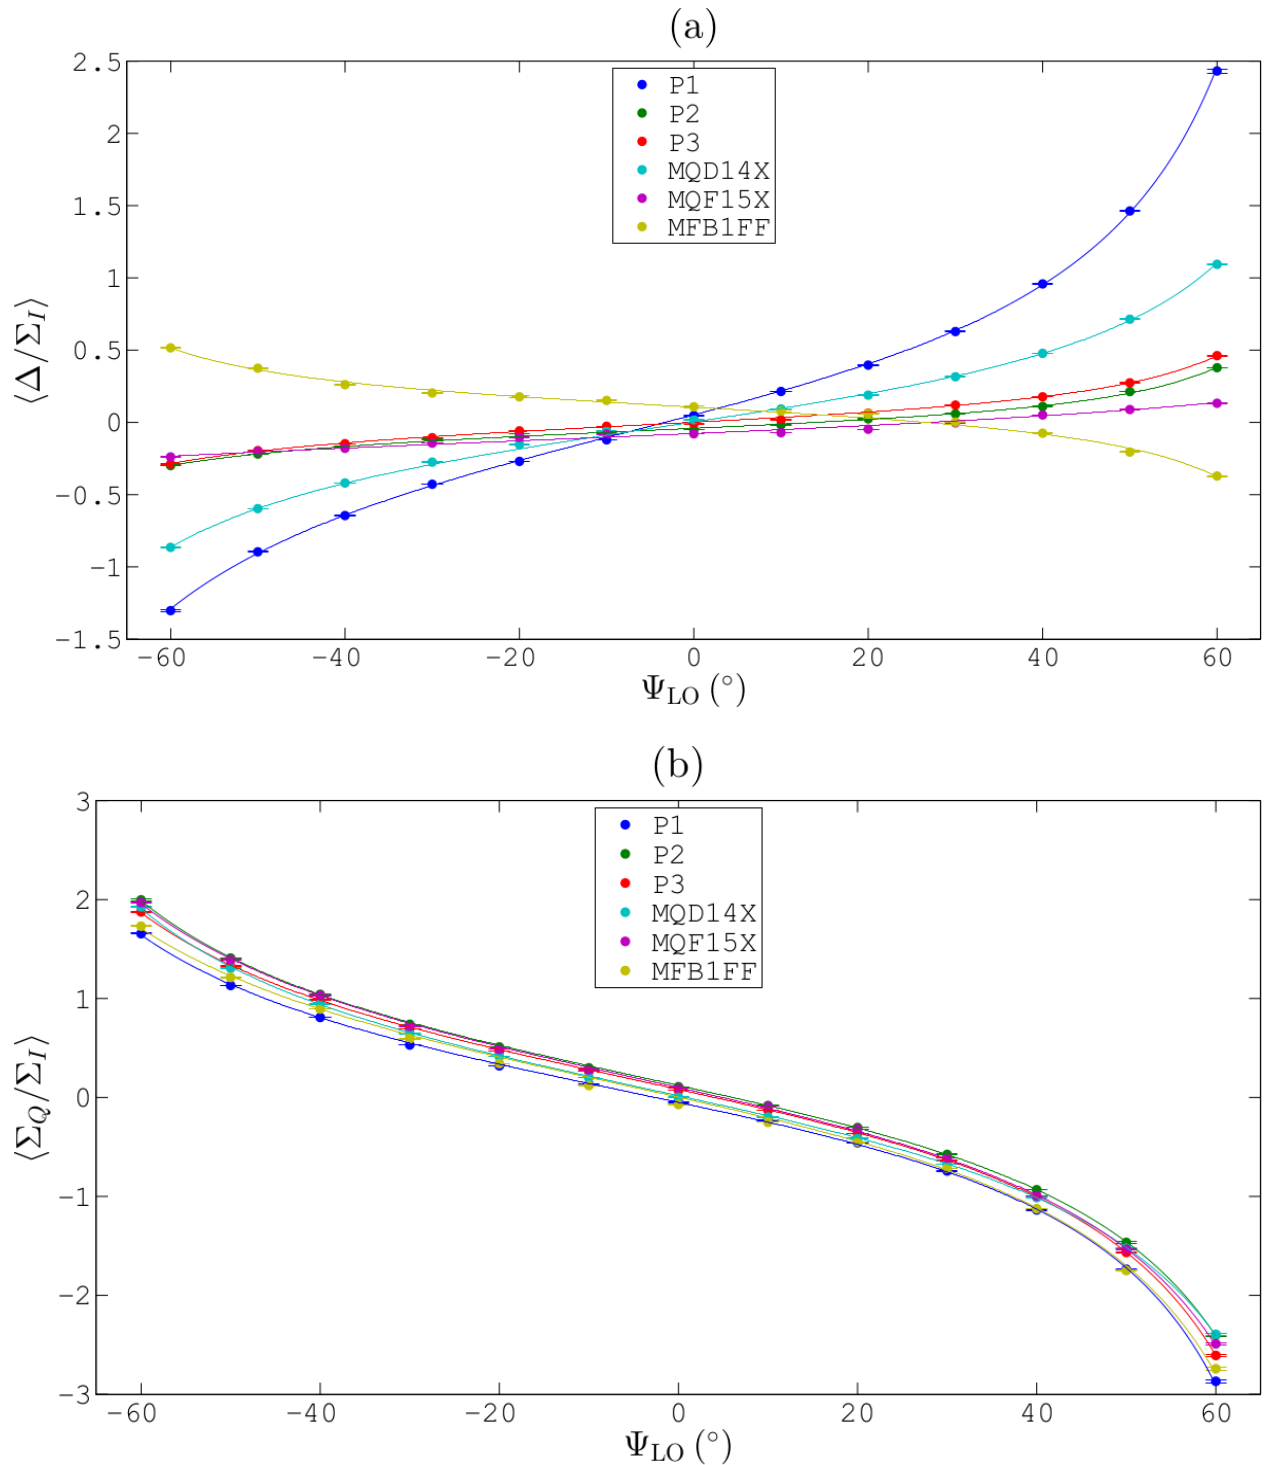 (a)
2.5
2
1.5
1
0.5
0
−0.5
−1
−1.5
⟨Δ/Σ_I⟩
P1
P2
P3
MQD14X
MQF15X
MFB1FF
−60 −40 −20 0 20 40 60
Ψ_LO (°)
(b)
3
2
1
0
−1
−2
−3
⟨Σ_Q/Σ_I⟩
P1
P2
P3
MQD14X
MQF15X
MFB1FF
−60 −40 −20 0 20 40 60
Ψ_LO (°)